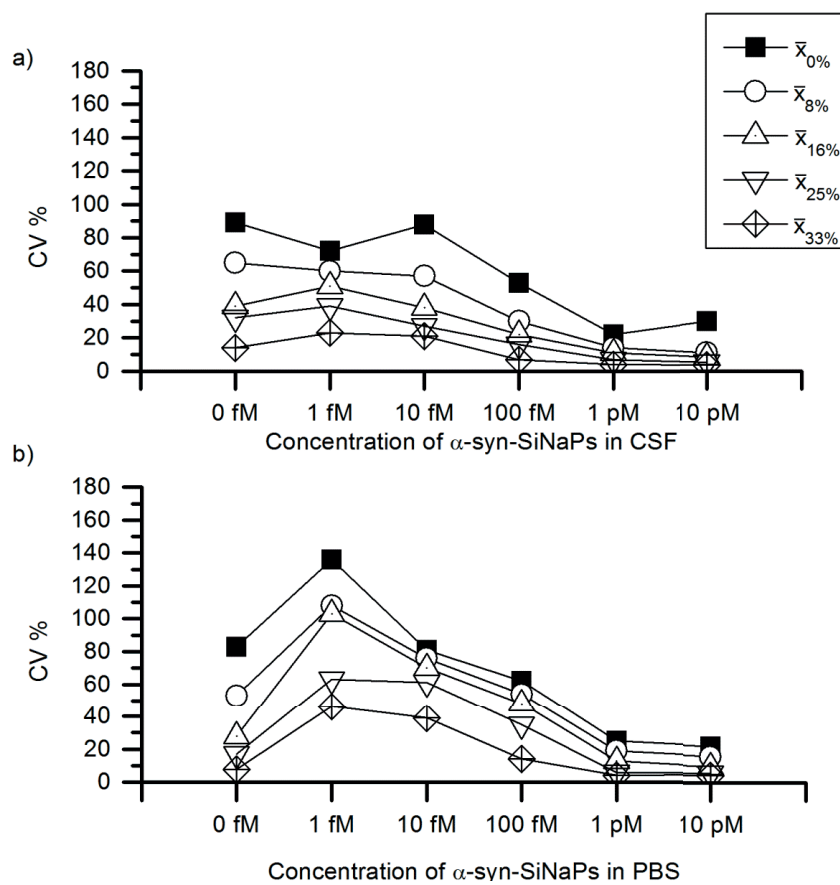 a)
180
160
140
120
100
80
60
40
20
0
CV %
0 fM 1 fM 10 fM 100 fM 1 pM 10 pM
Concentration of α-syn-SiNaPs in CSF
x̅0%
x̅8%
x̅16%
x̅25%
x̅33%
b)
180
160
140
120
100
80
60
40
20
0
CV %
0 fM 1 fM 10 fM 100 fM 1 pM 10 pM
Concentration of α-syn-SiNaPs in PBS